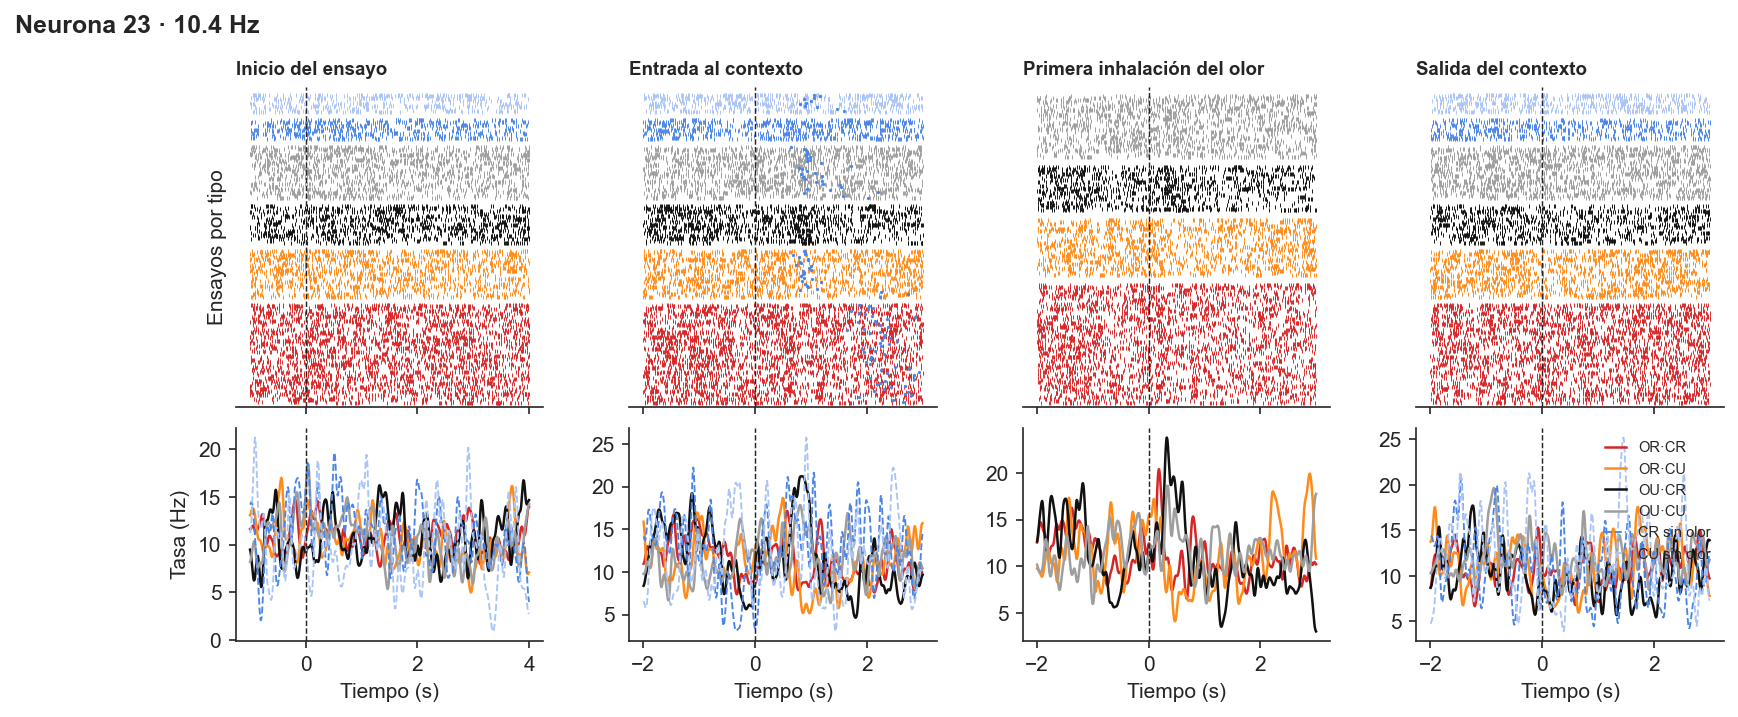 Neurona 23 · 10.4 Hz
Inicio del ensayo
Entrada al contexto
Primera inhalación del olor
Salida del contexto
Ensayos por tipo
Tasa (Hz)
20
15
10
5
0
0
2
4
Tiempo (s)
25
20
15
10
5
−2
0
2
Tiempo (s)
20
15
10
5
−2
0
2
Tiempo (s)
25
20
15
10
5
−2
0
2
Tiempo (s)
OR·CR
OR·CU
OU·CR
OU·CU
CR sin olor
CU sin olor